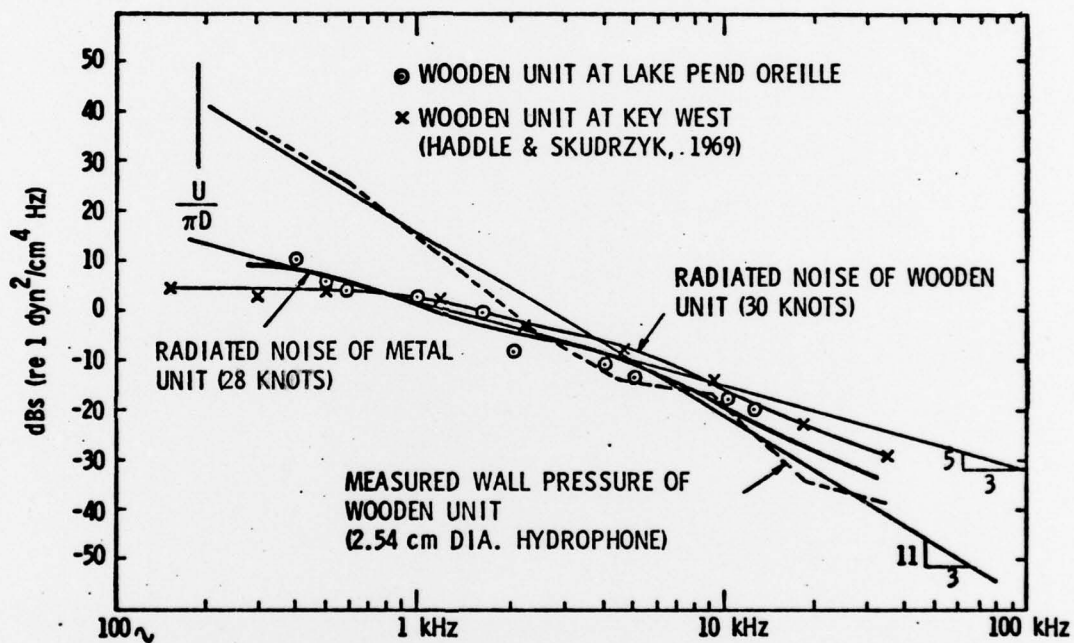 50
40
30
20
10
0
-10
-20
-30
-40
-50
dBs (re 1 dyn²/cm⁴ Hz)
U
πD
⊙ WOODEN UNIT AT LAKE PEND OREILLE
× WOODEN UNIT AT KEY WEST
(HADDLE & SKUDRZYK, . 1969)
RADIATED NOISE OF WOODEN
UNIT (30 KNOTS)
RADIATED NOISE OF METAL
UNIT (28 KNOTS)
MEASURED WALL PRESSURE OF
WOODEN UNIT
(2.54 cm DIA. HYDROPHONE)
5
3
11
3
100~
1 kHz
10 kHz
100 kHz